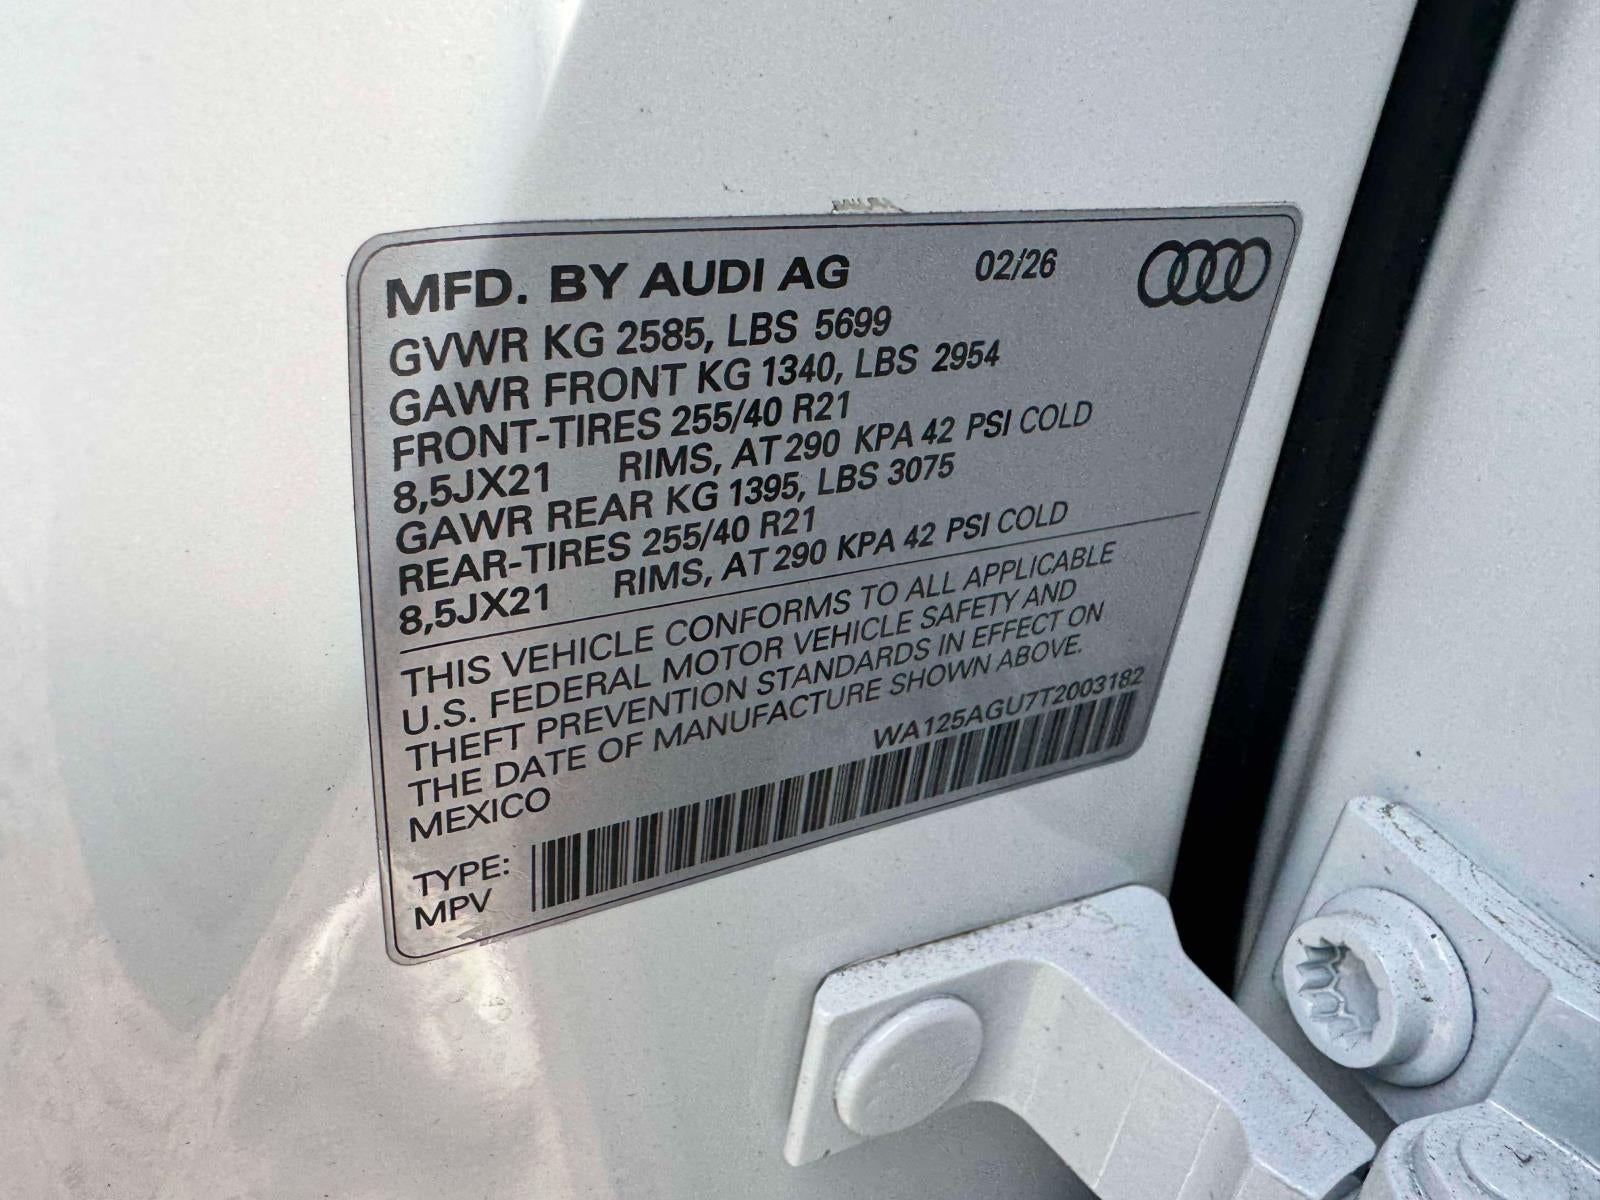 MFD. BY AUDI AG 02/26
GVWR KG 2585, LBS 5699
GAWR FRONT KG 1340, LBS 2954
FRONT-TIRES 255/40 R21
8,5JX21 RIMS, AT 290 KPA 42 PSI COLD
GAWR REAR KG 1395, LBS 3075
REAR-TIRES 255/40 R21
8,5JX21 RIMS, AT 290 KPA 42 PSI COLD
THIS VEHICLE CONFORMS TO ALL APPLICABLE
U.S. FEDERAL MOTOR VEHICLE SAFETY AND
THEFT PREVENTION STANDARDS IN EFFECT ON
THE DATE OF MANUFACTURE SHOWN ABOVE.
MEXICO WA125AGU7T2003182
TYPE:
MPV